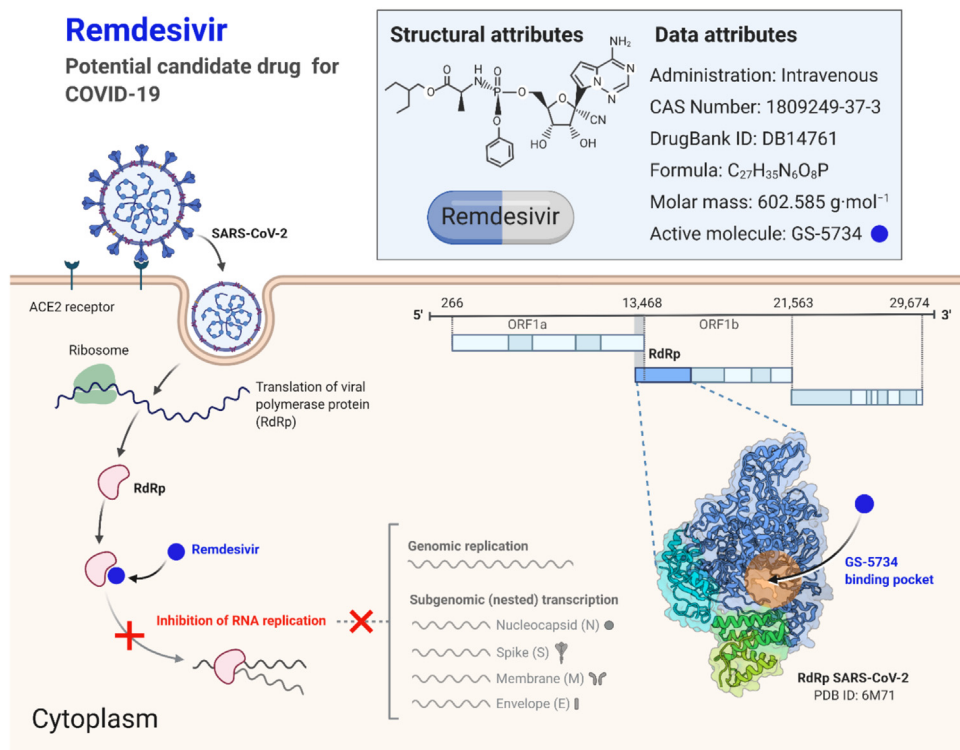 Remdesivir
Potential candidate drug for
COVID-19
SARS-CoV-2
ACE2 receptor
Structural attributes
NH₂
N
N
N
O
H
N
O
P
O
O
O
O
CN
HO
OH
Remdesivir
Data attributes
Administration: Intravenous
CAS Number: 1809249-37-3
DrugBank ID: DB14761
Formula: C₂₇H₃₅N₆O₈P
Molar mass: 602.585 g·mol⁻¹
Active molecule: GS-5734
266
13,468
21,563
29,674
5'
3'
ORF1a
ORF1b
RdRp
Ribosome
Translation of viral
polymerase protein
(RdRp)
RdRp
Remdesivir
Inhibition of RNA replication
Genomic replication
Subgenomic (nested) transcription
Nucleocapsid (N)
Spike (S)
Membrane (M)
Envelope (E)
GS-5734
binding pocket
RdRp SARS-CoV-2
PDB ID: 6M71
Cytoplasm